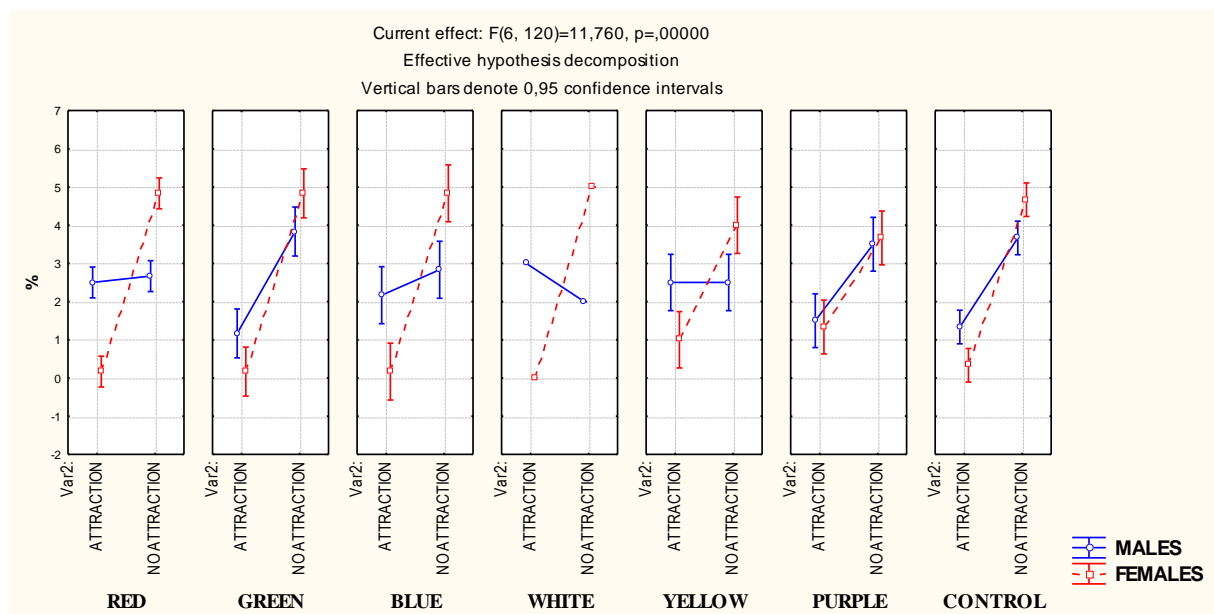 Current effect: F(6, 120)=11,760, p=,00000
Effective hypothesis decomposition
Vertical bars denote 0,95 confidence intervals
%
7
6
5
4
3
2
1
0
-1
-2
Var2:
ATTRACTION
NO ATTRACTION
RED
Var2:
ATTRACTION
NO ATTRACTION
GREEN
Var2:
ATTRACTION
NO ATTRACTION
BLUE
Var2:
ATTRACTION
NO ATTRACTION
WHITE
Var2:
ATTRACTION
NO ATTRACTION
YELLOW
Var2:
ATTRACTION
NO ATTRACTION
PURPLE
Var2:
ATTRACTION
NO ATTRACTION
CONTROL
MALES
FEMALES